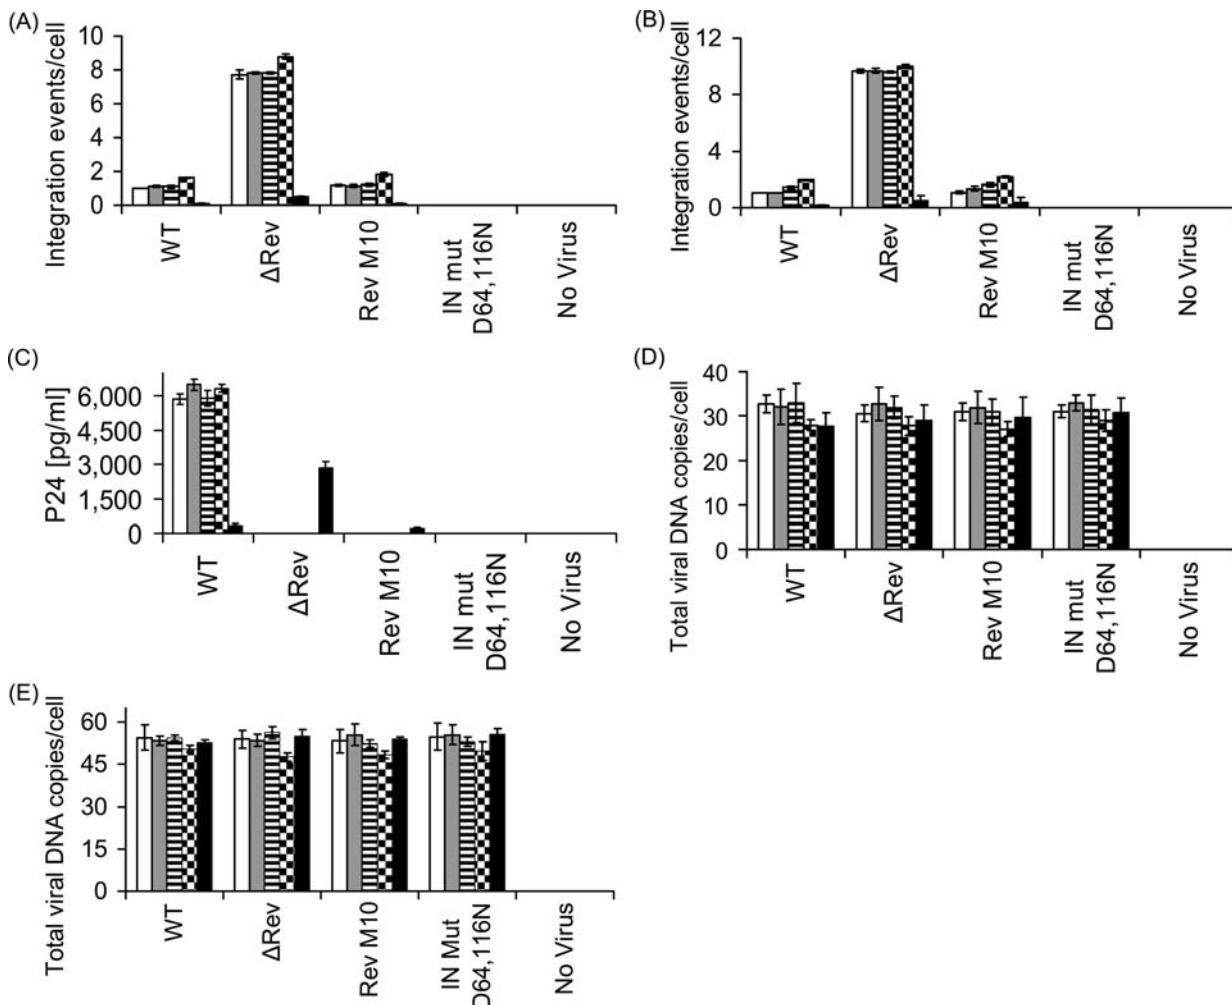 (A)
Integration events/cell
10
8
6
4
2
0
WT
ΔRev
Rev M10
IN mut
D64,116N
No Virus
(B)
Integration events/cell
12
8
4
0
WT
ΔRev
Rev M10
IN mut
D64,116N
No Virus
(C)
P24 [pg/ml]
6,000
4,500
3,000
1,500
0
WT
ΔRev
Rev M10
IN mut
D64,116N
No Virus
(D)
Total viral DNA copies/cell
40
30
20
10
0
WT
ΔRev
Rev M10
IN mut
D64,116N
No Virus
(E)
Total viral DNA copies/cell
60
45
30
15
0
WT
ΔRev
Rev M10
IN Mut
D64,116N
No Virus